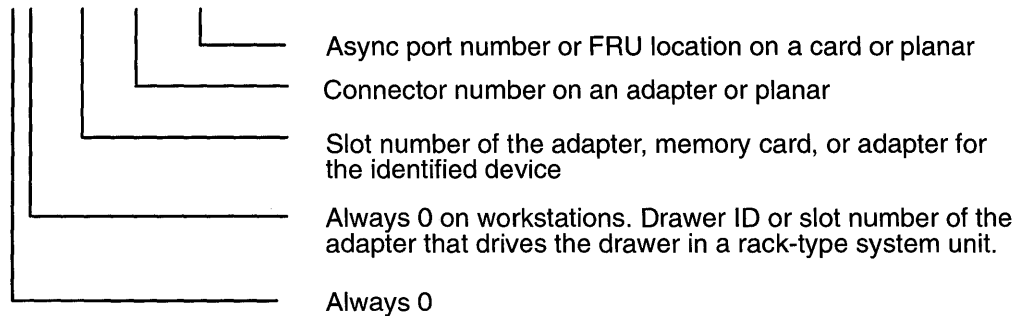 Async port number or FRU location on a card or planar
Connector number on an adapter or planar
Slot number of the adapter, memory card, or adapter for
the identified device
Always 0 on workstations. Drawer ID or slot number of the
adapter that drives the drawer in a rack-type system unit.
Always 0